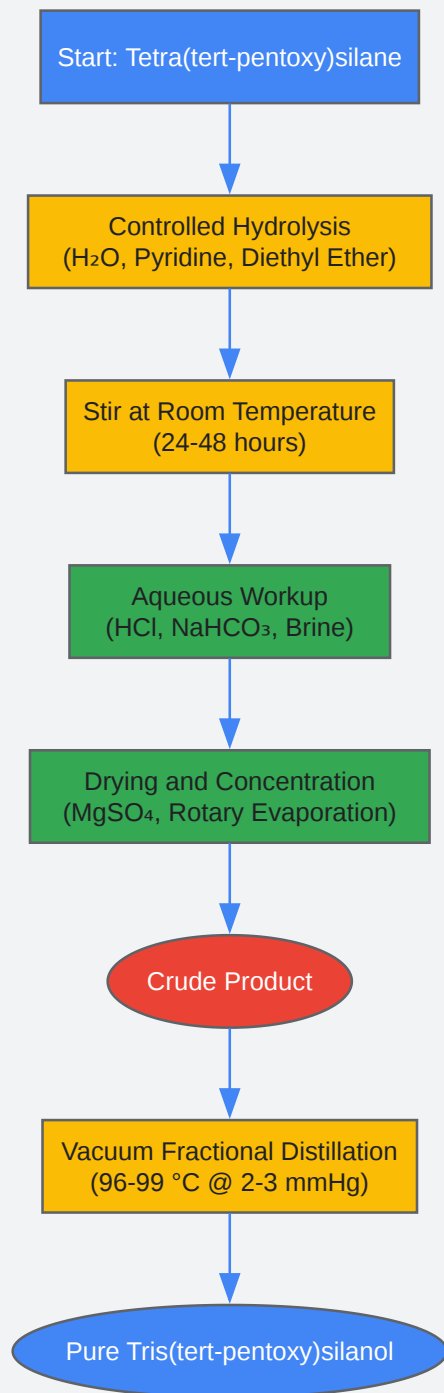 Start: Tetra(tert-pentoxy)silane
Controlled Hydrolysis
(H₂O, Pyridine, Diethyl Ether)
Stir at Room Temperature
(24-48 hours)
Aqueous Workup
(HCl, NaHCO₃, Brine)
Drying and Concentration
(MgSO₄, Rotary Evaporation)
Crude Product
Vacuum Fractional Distillation
(96-99 °C @ 2-3 mmHg)
Pure Tris(tert-pentoxy)silanol